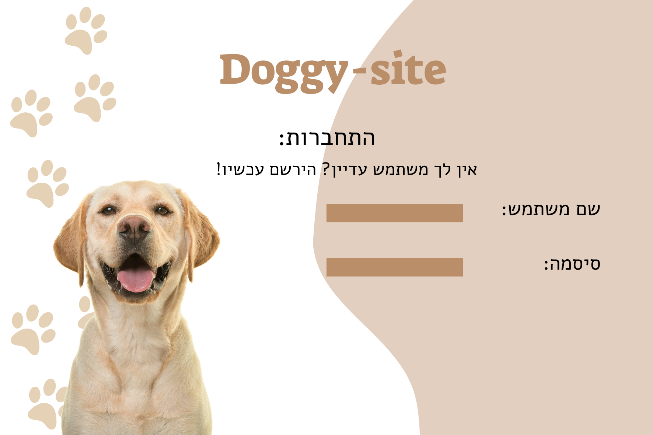 Doggy-site
התחברות:
אין לך משתמש עדיין? הירשם עכשיו!
שם משתמש:
סיסמה: